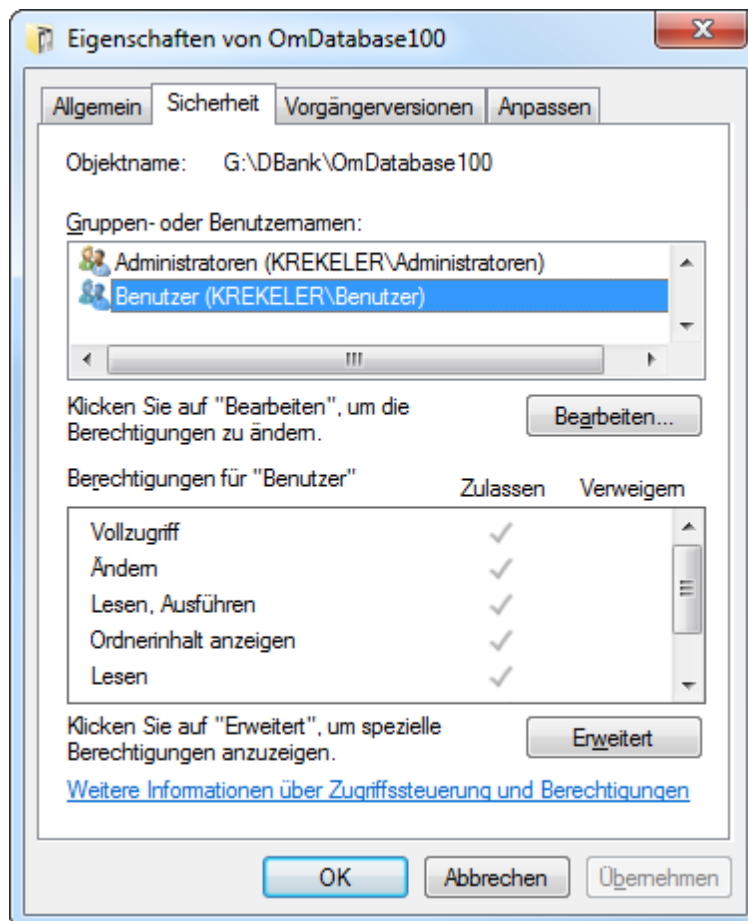 Eigenschaften von OmDatabase100
Allgemein Sicherheit Vorgängerversionen Anpassen
Objektname: G:\DBank\OmDatabase100
Gruppen- oder Benutzernamen:
Administratoren (KREKELER\Administratoren)
Benutzer (KREKELER\Benutzer)
Klicken Sie auf "Bearbeiten", um die
Berechtigungen zu ändern.
Bearbeiten...
Berechtigungen für "Benutzer" Zulassen Verweigern
Vollzugriff
Ändern
Lesen, Ausführen
Ordnerinhalt anzeigen
Lesen
Klicken Sie auf "Erweitert", um spezielle
Berechtigungen anzuzeigen.
Erweitert
Weitere Informationen über Zugriffssteuerung und Berechtigungen
OK Abbrechen Übernehmen